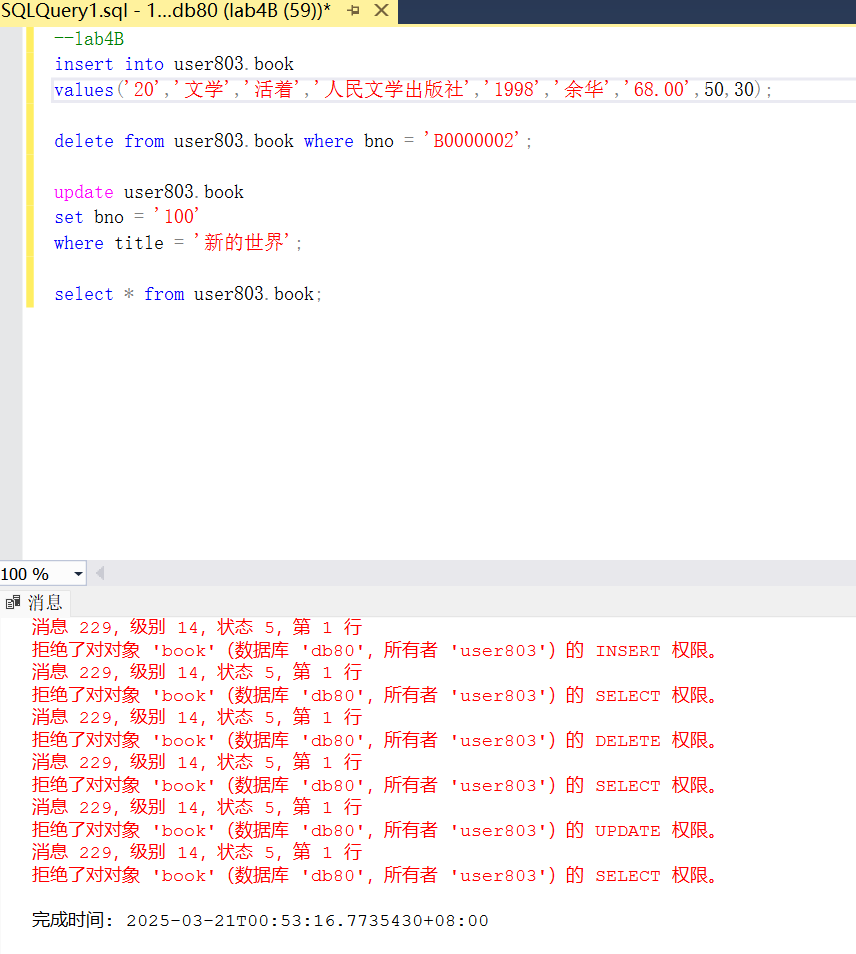 SQLQuery1.sql - 1...db80 (lab4B (59))*
--lab4B
insert into user803.book
values('20','文学','活着','人民文学出版社','1998','余华','68.00',50,30);
delete from user803.book where bno = 'B0000002';
update user803.book
set bno = '100'
where title = '新的世界';
select * from user803.book;
100 %
消息
消息 229，级别 14，状态 5，第 1 行
拒绝了对对象 'book' (数据库 'db80'，所有者 'user803') 的 INSERT 权限。
消息 229，级别 14，状态 5，第 1 行
拒绝了对对象 'book' (数据库 'db80'，所有者 'user803') 的 SELECT 权限。
消息 229，级别 14，状态 5，第 1 行
拒绝了对对象 'book' (数据库 'db80'，所有者 'user803') 的 DELETE 权限。
消息 229，级别 14，状态 5，第 1 行
拒绝了对对象 'book' (数据库 'db80'，所有者 'user803') 的 SELECT 权限。
消息 229，级别 14，状态 5，第 1 行
拒绝了对对象 'book' (数据库 'db80'，所有者 'user803') 的 UPDATE 权限。
消息 229，级别 14，状态 5，第 1 行
拒绝了对对象 'book' (数据库 'db80'，所有者 'user803') 的 SELECT 权限。
完成时间: 2025-03-21T00:53:16.7735430+08:00